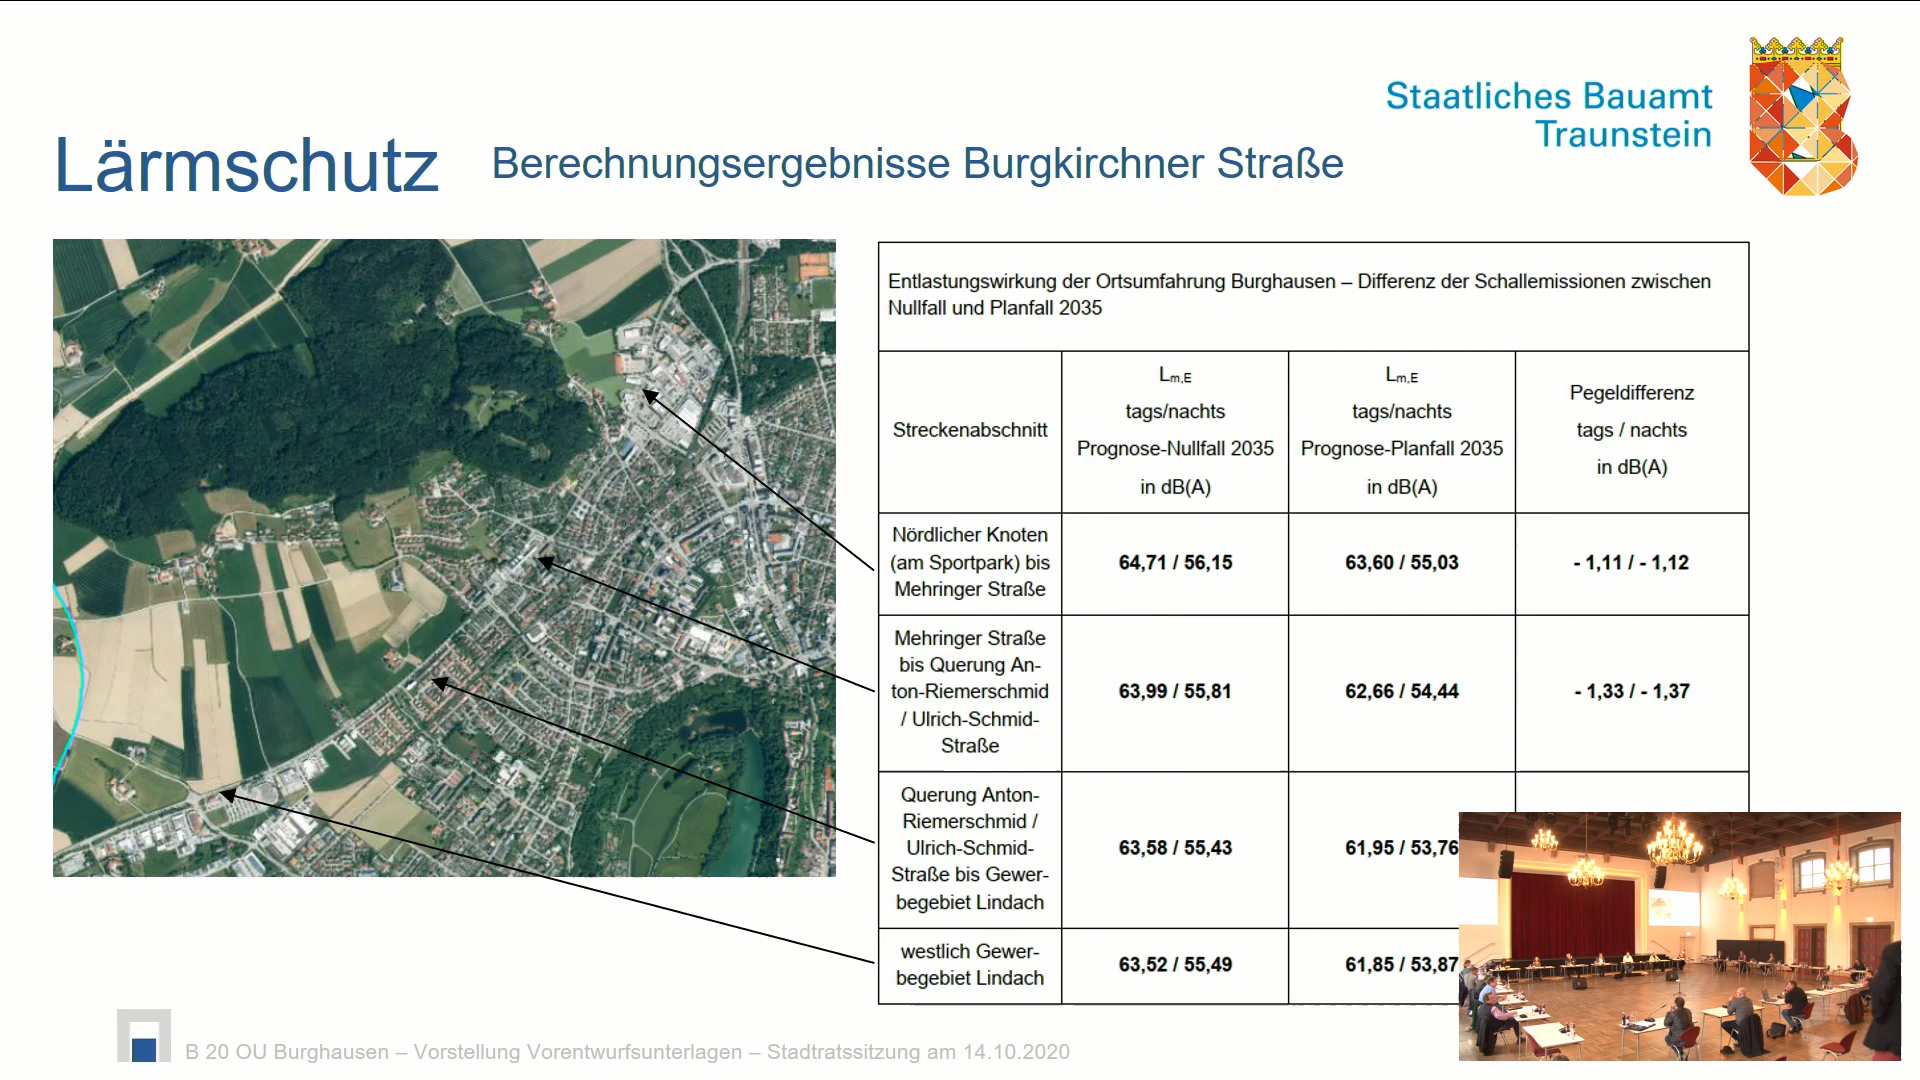 Staatliches Bauamt
Traunstein
Lärmschutz Berechnungsergebnisse Burgkirchner Straße
Entlastungswirkung der Ortsumfahrung Burghausen – Differenz der Schallemissionen zwischen
Nullfall und Planfall 2035
Streckenabschnitt
Lm,E
tags/nachts
Prognose-Nullfall 2035
in dB(A)
Lm,E
tags/nachts
Prognose-Planfall 2035
in dB(A)
Pegeldifferenz
tags / nachts
in dB(A)
Nördlicher Knoten
(am Sportpark) bis
Mehringer Straße
64,71 / 56,15
63,60 / 55,03
- 1,11 / - 1,12
Mehringer Straße
bis Querung An-
ton-Riemerschmid
/ Ulrich-Schmid-
Straße
63,99 / 55,81
62,66 / 54,44
- 1,33 / - 1,37
Querung Anton-
Riemerschmid /
Ulrich-Schmid-
Straße bis Gewer-
begebiet Lindach
63,58 / 55,43
61,95 / 53,76
westlich Gewer-
begebiet Lindach
63,52 / 55,49
61,85 / 53,87
B 20 OU Burghausen – Vorstellung Vorentwurfsunterlagen – Stadtratssitzung am 14.10.2020